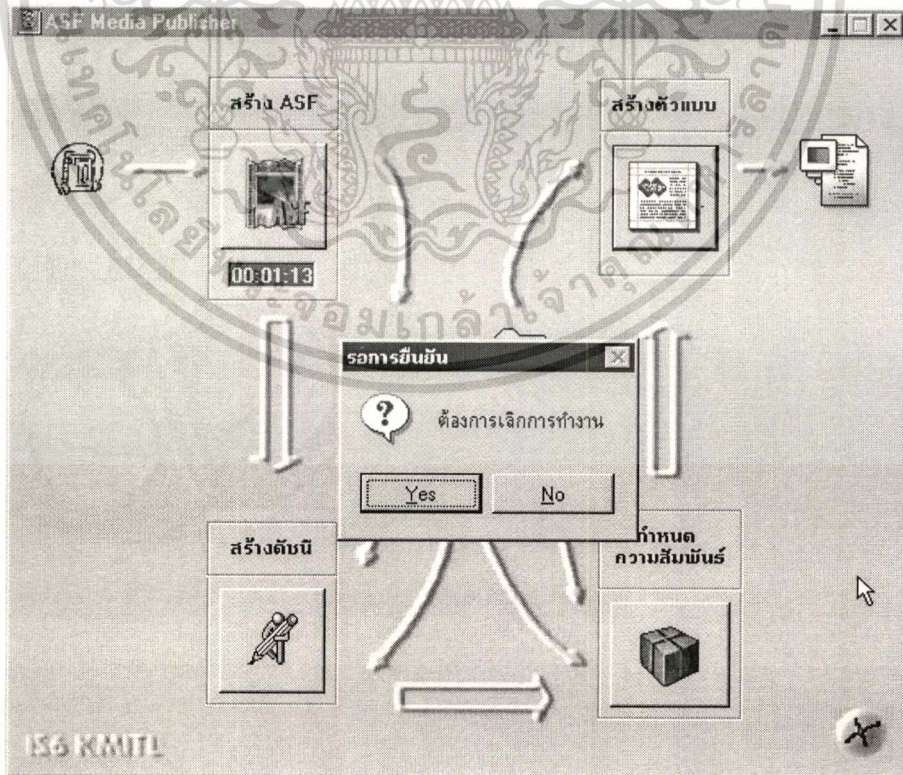 ASF Media Publisher
สร้าง ASF
สร้างตัวแบบ
00:01:13
รอการยืนยัน
ต้องการเลิกการทำงาน
Yes
No
สร้างดัชนี
กำหนด
ความสัมพันธ์
IS6 KMITL